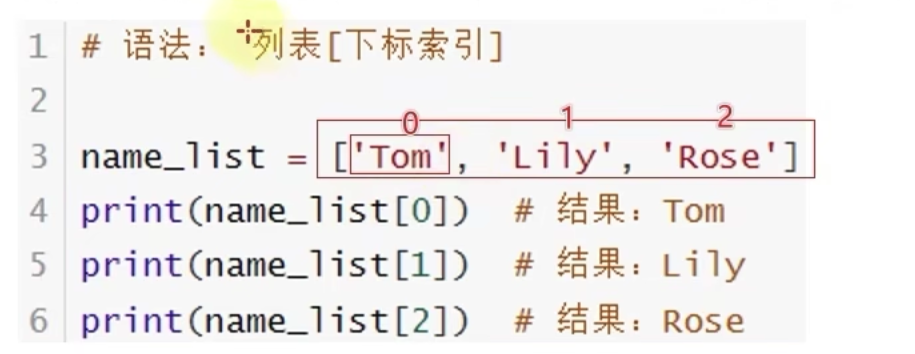 1 # 语法： 列表[下标索引]
2
0 1 2
3 name_list = ['Tom', 'Lily', 'Rose']
4 print(name_list[0])  # 结果：Tom
5 print(name_list[1])  # 结果：Lily
6 print(name_list[2])  # 结果：Rose